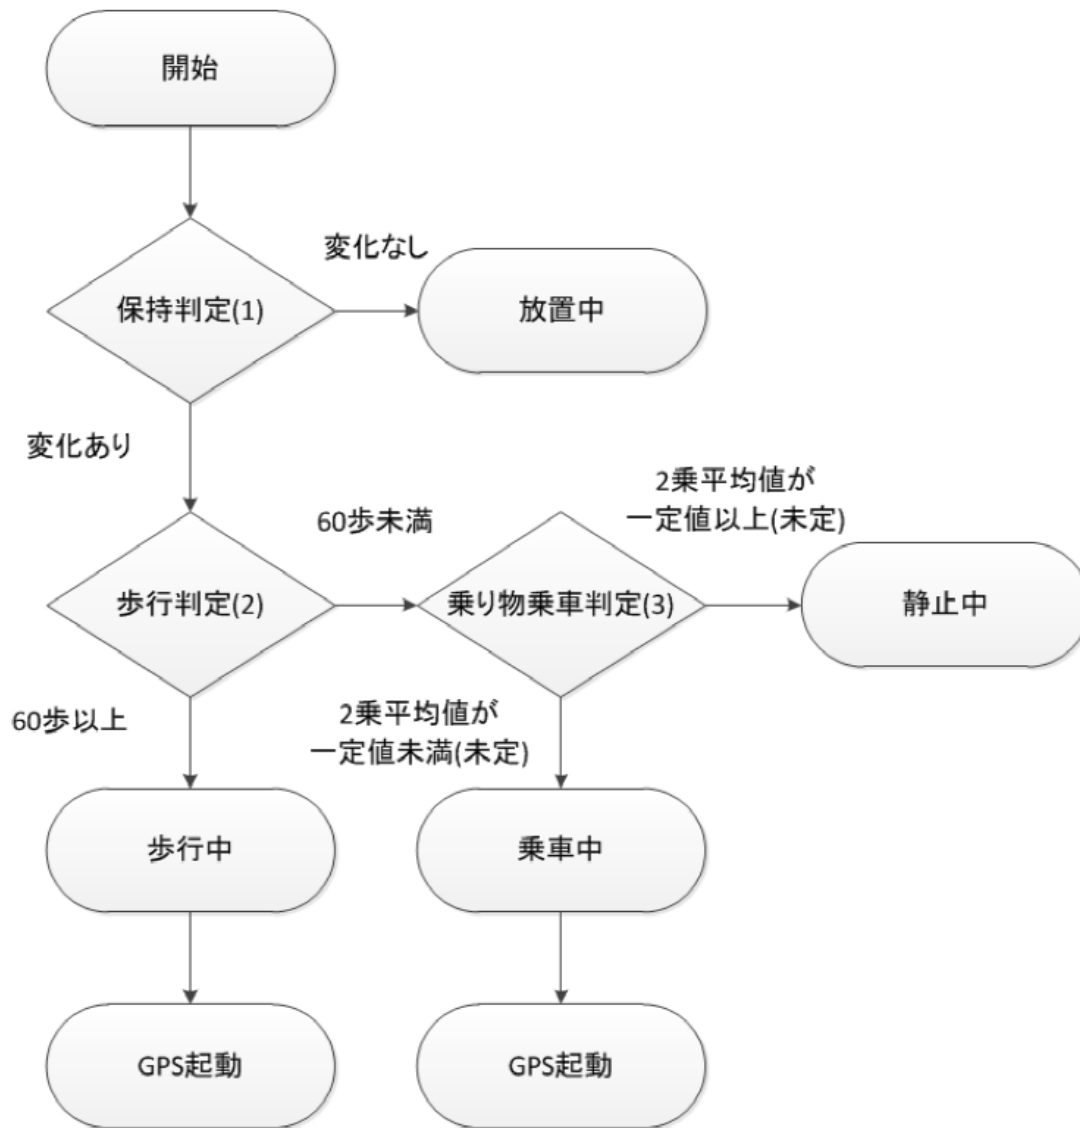 開始
変化なし
保持判定(1)
放置中
変化あり
2乗平均値が
一定値以上(未定)
60歩未満
歩行判定(2)
乗り物乗車判定(3)
静止中
60歩以上
2乗平均値が
一定値未満(未定)
歩行中
乗車中
GPS起動
GPS起動